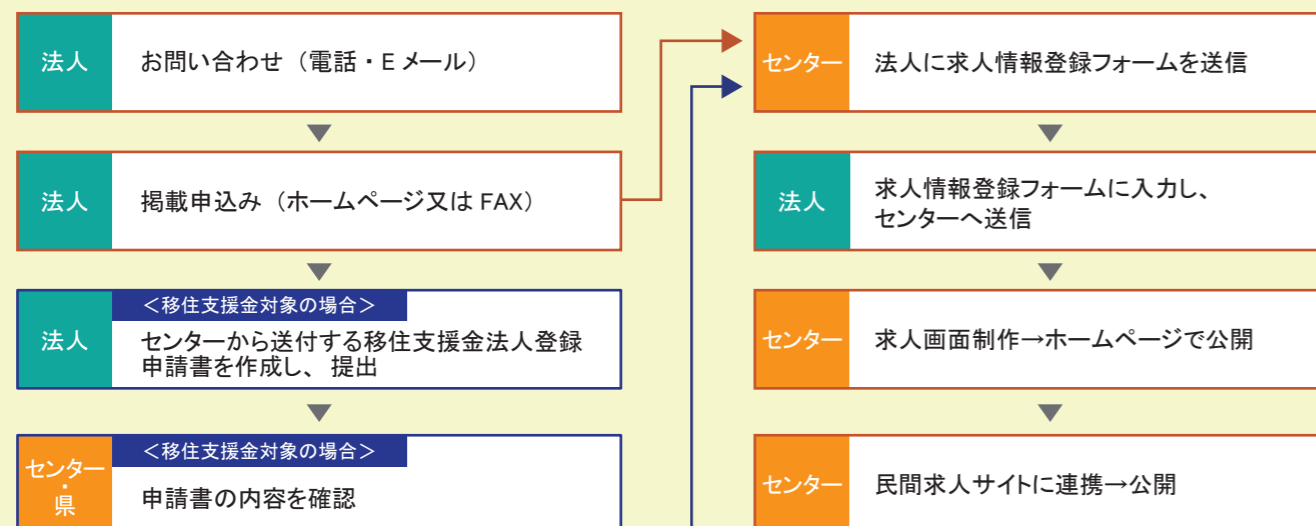 法人
お問い合わせ（電話・E メール）
法人
掲載申込み（ホームページ又は FAX）
＜移住支援金対象の場合＞
法人
センターから送付する移住支援金法人登録
申請書を作成し、提出
＜移住支援金対象の場合＞
センター
・
県
申請書の内容を確認
センター
法人に求人情報登録フォームを送信
法人
求人情報登録フォームに入力し、
センターへ送信
センター
求人画面制作→ホームページで公開
センター
民間求人サイトに連携→公開